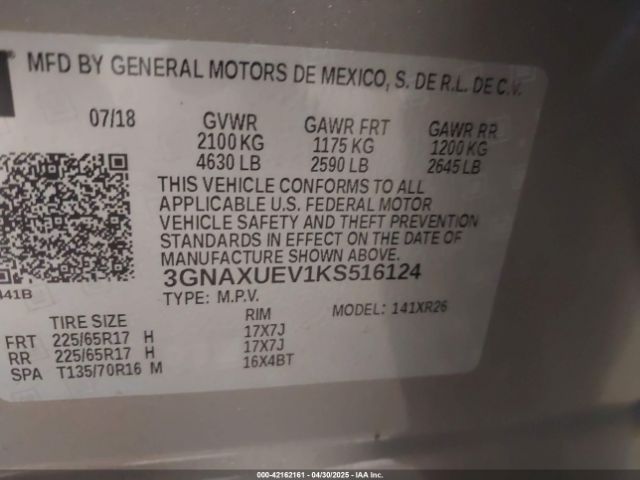 MFD BY GENERAL MOTORS DE MEXICO, S. DE R.L. DE C.V.
07/18 GVWR GAWR FRT GAWR RR
2100 KG 1175 KG 1200 KG
4630 LB 2590 LB 2645 LB
THIS VEHICLE CONFORMS TO ALL
APPLICABLE U.S. FEDERAL MOTOR
VEHICLE SAFETY AND THEFT PREVENTION
STANDARDS IN EFFECT ON THE DATE OF
MANUFACTURE SHOWN ABOVE.
3GNAXUEV1KS516124
TYPE: M.P.V. MODEL: 141XR26
441B
TIRE SIZE RIM
FRT 225/65R17 H 17X7J
RR 225/65R17 H 17X7J
SPA T135/70R16 M 16X4BT
000-42162161 - 04/30/2025 - IAA Inc.